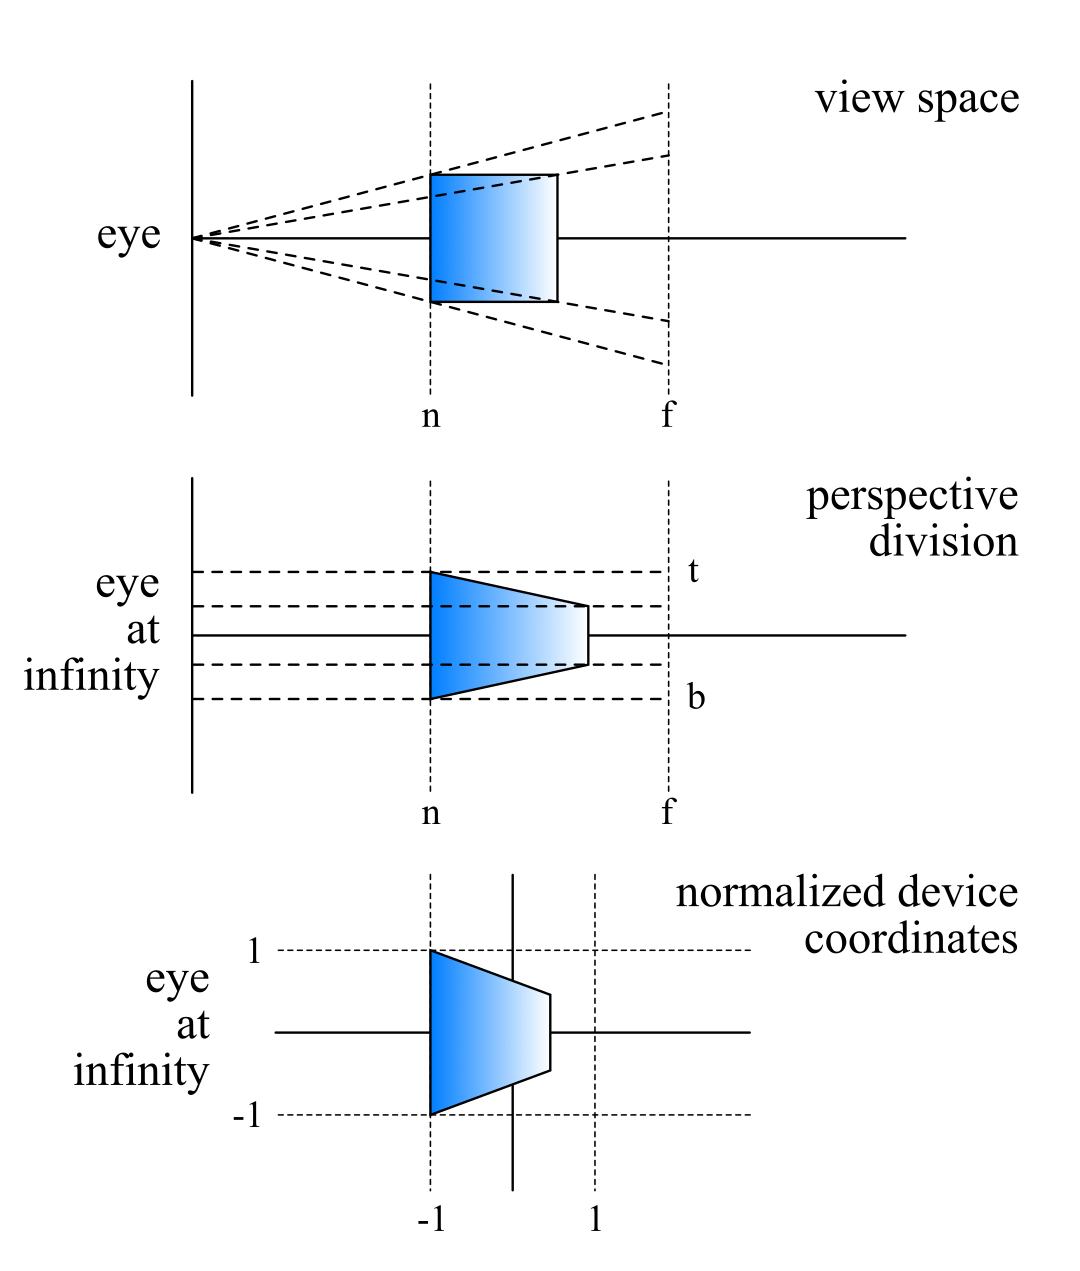 view space
eye
n
f
perspective
division
t
eye
at
infinity
b
n
f
normalized device
coordinates
1
eye
at
infinity
-1
-1
1